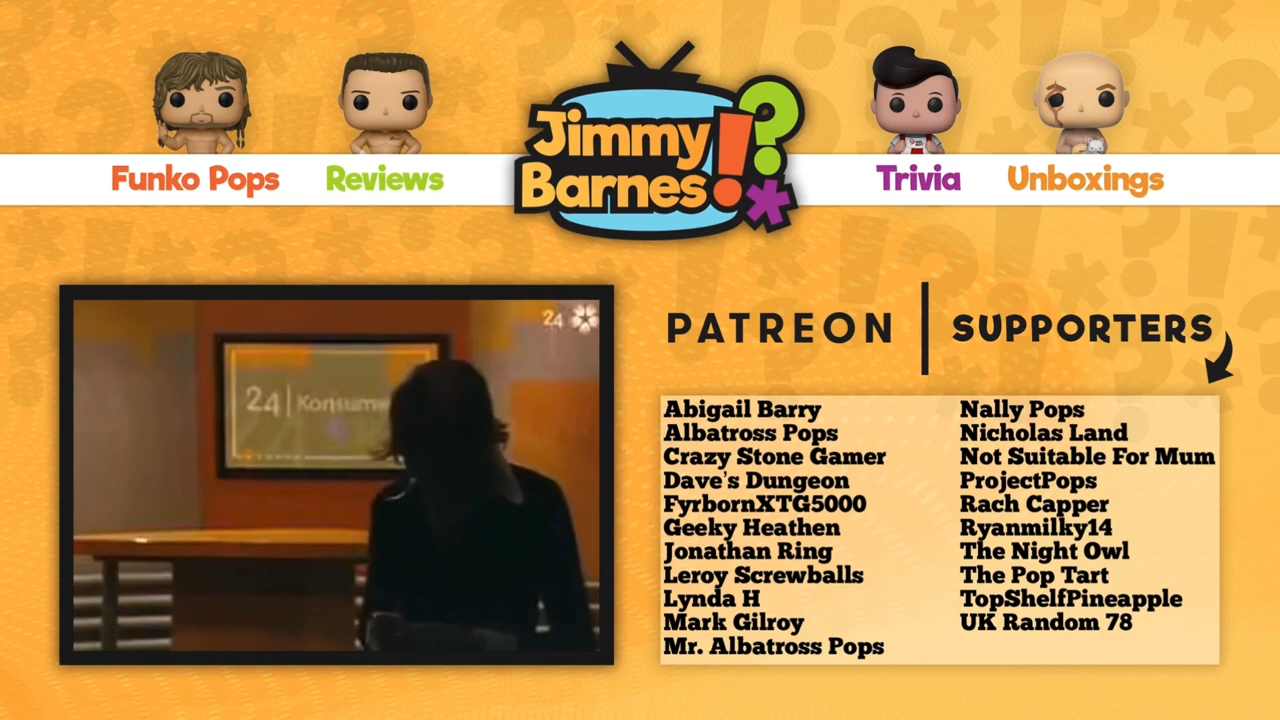 Jimmy
Barnes!?*
Funko Pops
Reviews
Trivia
Unboxings
24
24 | Konsume
PATREON | SUPPORTERS
Abigail Barry
Albatross Pops
Crazy Stone Gamer
Dave's Dungeon
FyrbornXTG5000
Geeky Heathen
Jonathan Ring
Leroy Screwballs
Lynda H
Mark Gilroy
Mr. Albatross Pops
Nally Pops
Nicholas Land
Not Suitable For Mum
ProjectPops
Rach Capper
Ryanmilky14
The Night Owl
The Pop Tart
TopShelfPineapple
UK Random 78